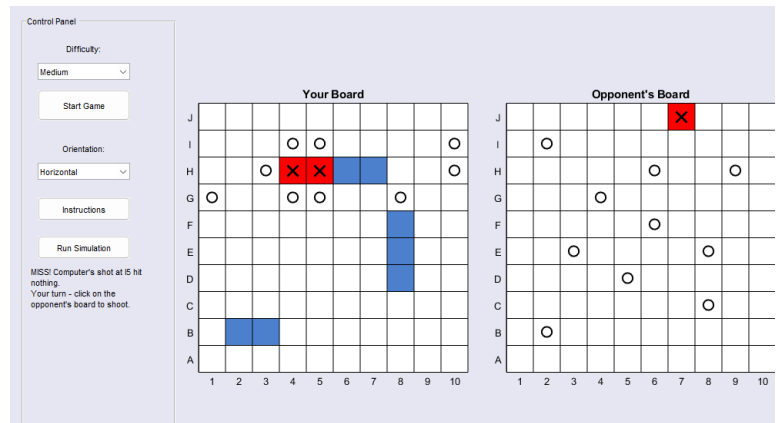 Control Panel
Difficulty:
Medium
Start Game
Orientation:
Horizontal
Instructions
Run Simulation
MISS! Computer's shot at I5 hit
nothing.
Your turn - click on the
opponent's board to shoot.
Your Board
J
I
H
G
F
E
D
C
B
A
1 2 3 4 5 6 7 8 9 10
Opponent's Board
J
I
H
G
F
E
D
C
B
A
1 2 3 4 5 6 7 8 9 10